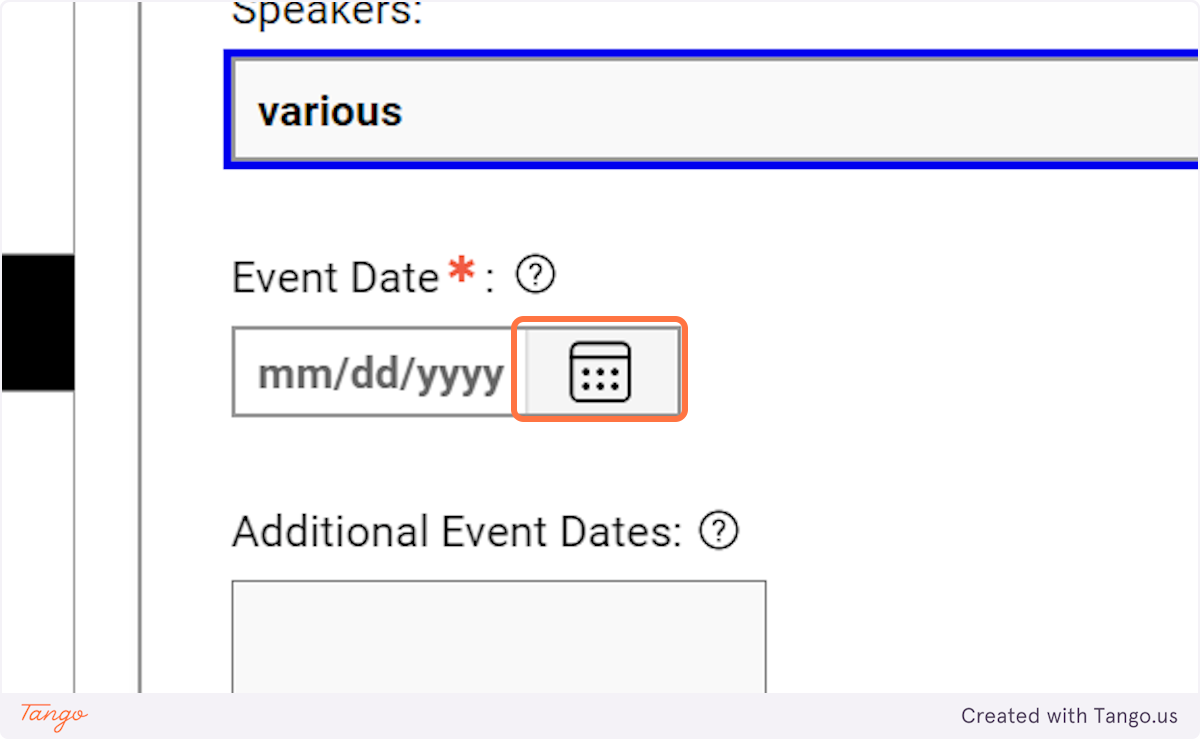 Speakers:
various
Event Date * : ?
mm/dd/yyyy
Additional Event Dates: ?
Tango
Created with Tango.us